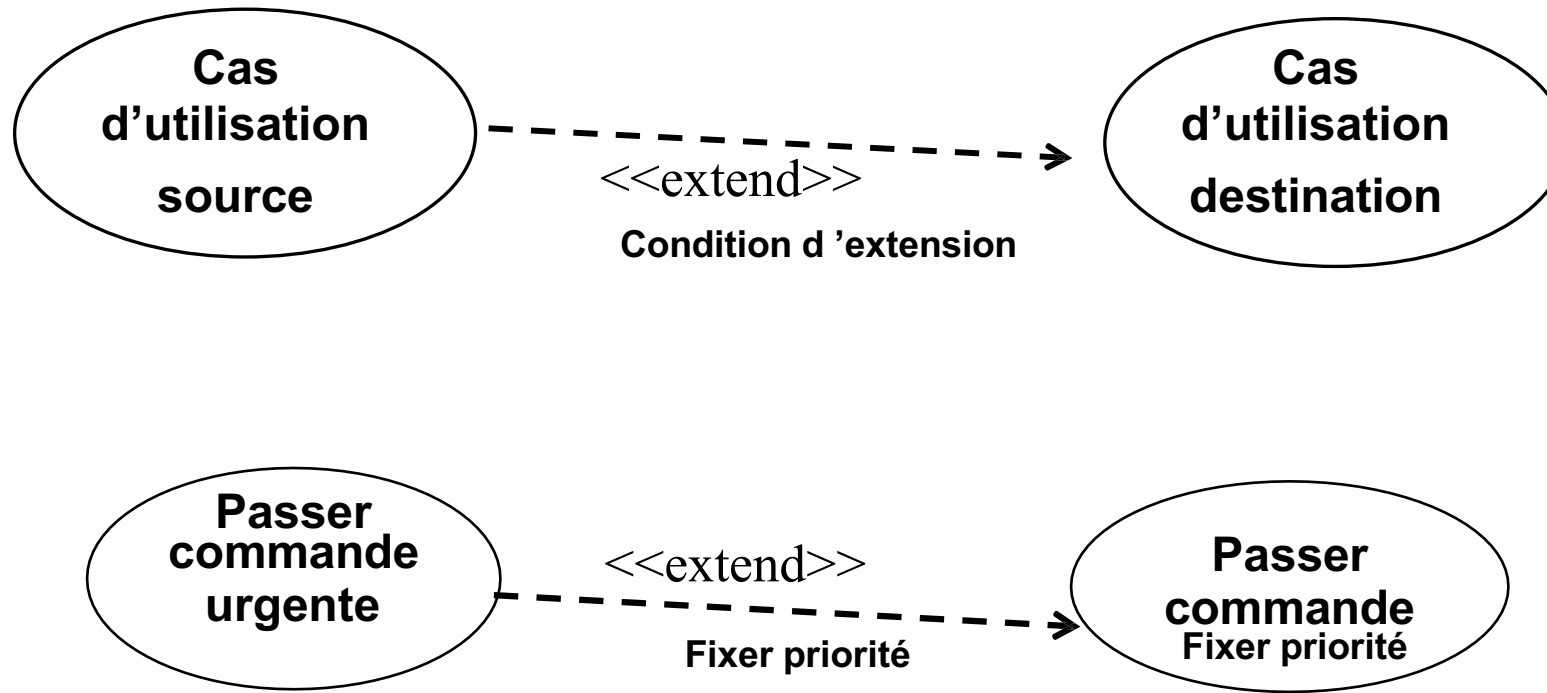 Cas
d’utilisation
source
<<extend>>
Condition d ’extension
Cas
d’utilisation
destination
Passer
commande
urgente
<<extend>>
Fixer priorité
Passer
commande
Fixer priorité